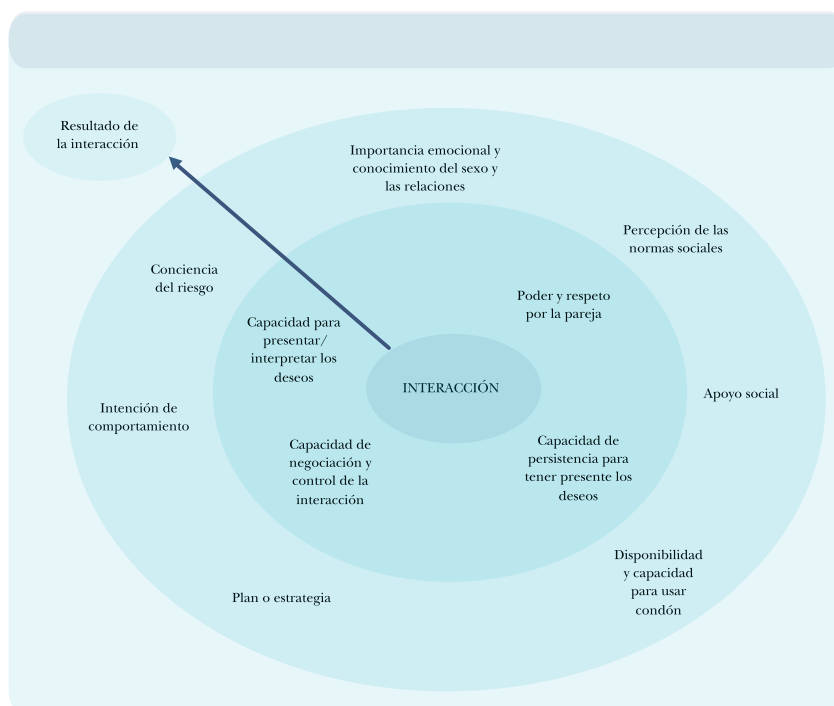 Resultado de
la interacción
Importancia emocional y
conocimiento del sexo y
las relaciones
Percepción de las
normas sociales
Conciencia
del riesgo
Poder y respeto
por la pareja
Capacidad para
presentar/
interpretar los
deseos
INTERACCIÓN
Apoyo social
Intención de
comportamiento
Capacidad de
negociación y
control de la
interacción
Capacidad de
persistencia para
tener presente los
deseos
Disponibilidad
y capacidad
para usar
condón
Plan o estrategia